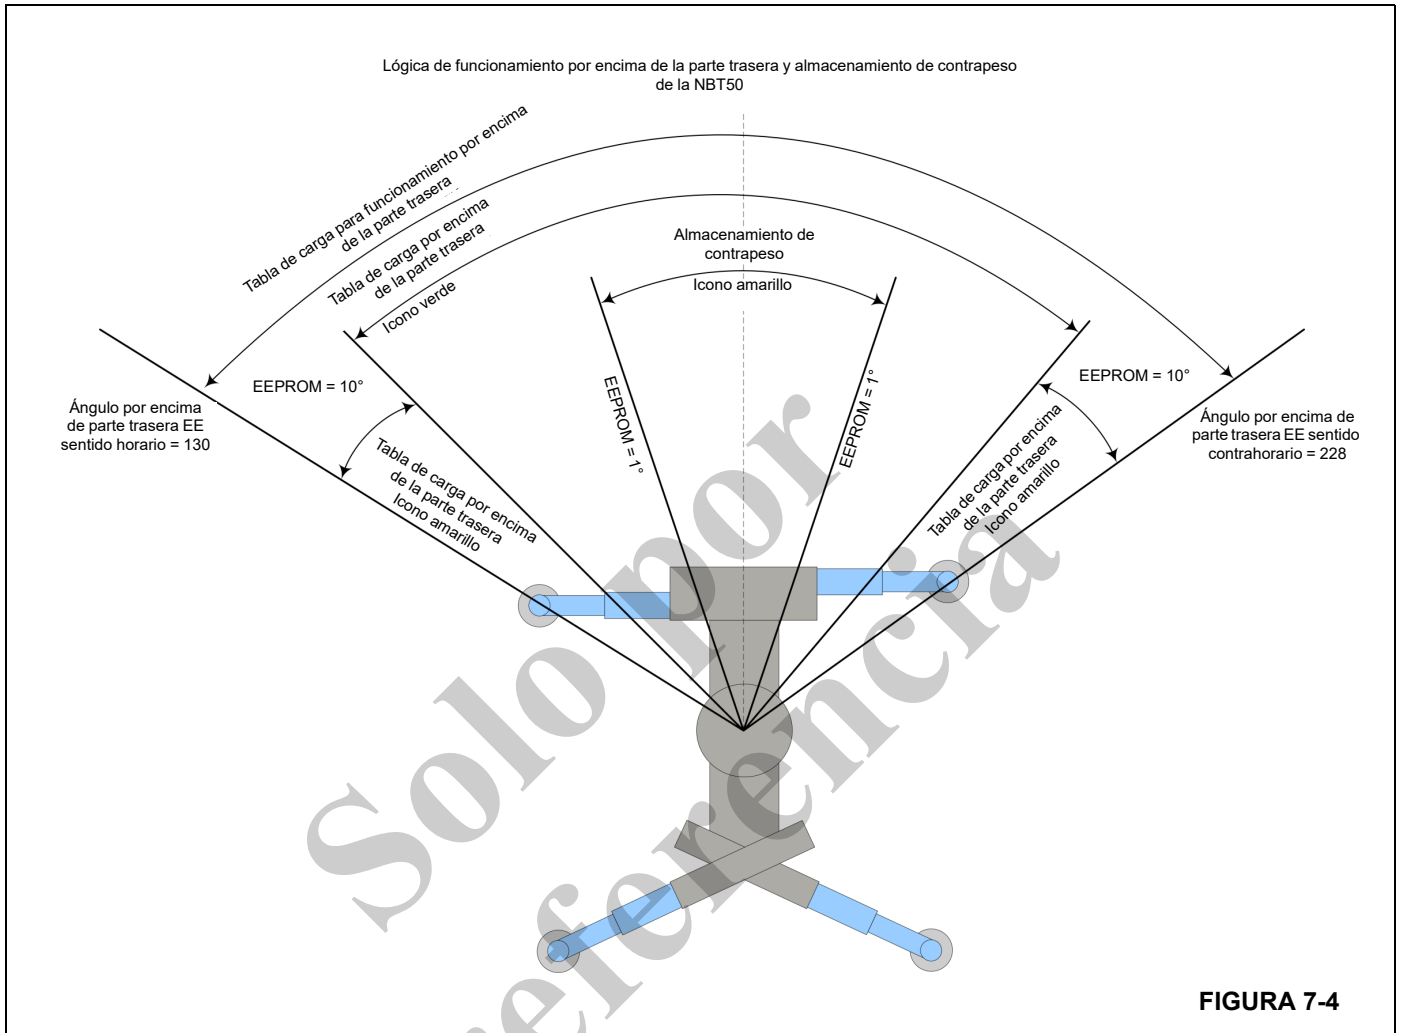 Lógica de funcionamiento por encima de la parte trasera y almacenamiento de contrapeso
de la NBT50
Tabla de carga para funcionamiento por encima
de la parte trasera
Tabla de carga por encima
de la parte trasera
Icono verde
Almacenamiento de
contrapeso
Icono amarillo
EEPROM = 10°
EEPROM = 1°
EEPROM = 1°
EEPROM = 10°
Ángulo por encima
de parte trasera EE
sentido horario = 130
Ángulo por encima de
parte trasera EE sentido
contrahorario = 228
Tabla de carga por encima
de la parte trasera
Icono amarillo
Tabla de carga por encima
de la parte trasera
Icono amarillo
Solo por
referencia
FIGURA 7-4